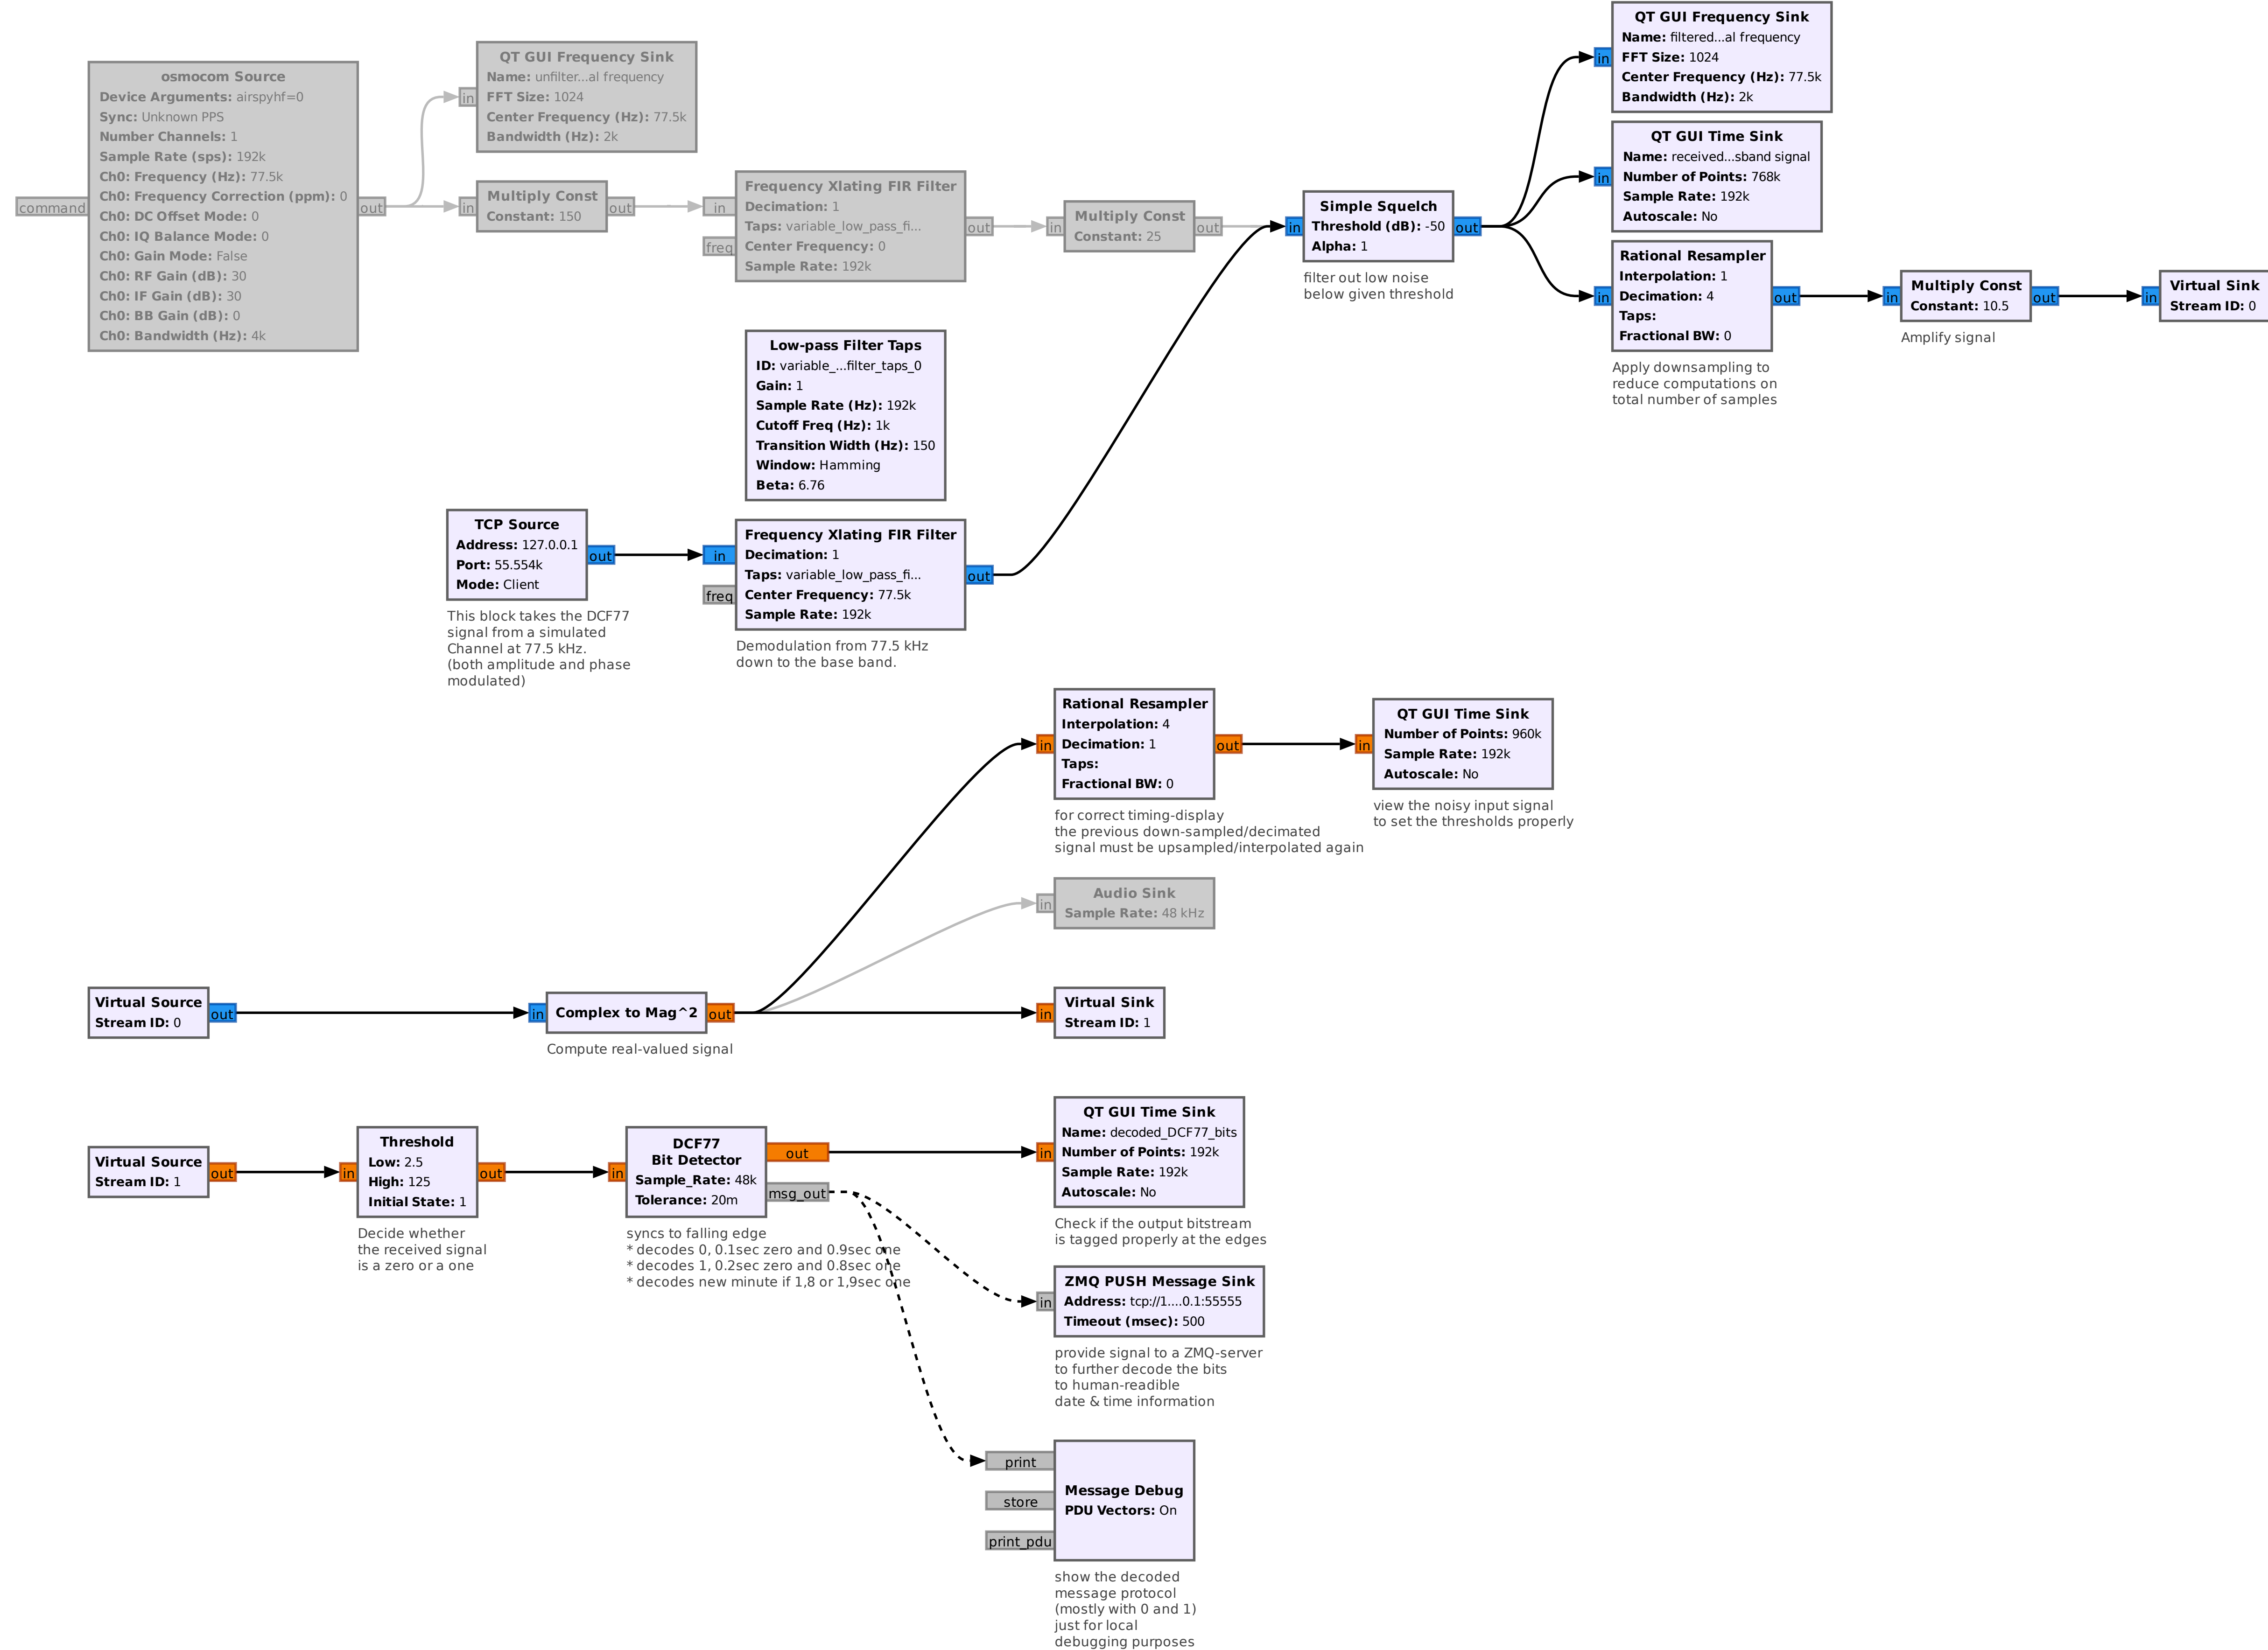 osmocom Source
Device Arguments: airspyhf=0
Sync: Unknown PPS
Number Channels: 1
Sample Rate (sps): 192k
Ch0: Frequency (Hz): 77.5k
Ch0: Frequency Correction (ppm): 0
Ch0: DC Offset Mode: 0
Ch0: IQ Balance Mode: 0
Ch0: Gain Mode: False
Ch0: RF Gain (dB): 30
Ch0: IF Gain (dB): 30
Ch0: BB Gain (dB): 0
Ch0: Bandwidth (Hz): 4k
command
out
QT GUI Frequency Sink
Name: unfilter...al frequency
FFT Size: 1024
Center Frequency (Hz): 77.5k
Bandwidth (Hz): 2k
in
Multiply Const
Constant: 150
in
out
Frequency Xlating FIR Filter
Decimation: 1
Taps: variable_low_pass_fi...
Center Frequency: 0
Sample Rate: 192k
in
freq
out
Multiply Const
Constant: 25
in
out
Simple Squelch
Threshold (dB): -50
Alpha: 1
in
out
filter out low noise
below given threshold
QT GUI Frequency Sink
Name: filtered...al frequency
FFT Size: 1024
Center Frequency (Hz): 77.5k
Bandwidth (Hz): 2k
in
QT GUI Time Sink
Name: received...sband signal
Number of Points: 768k
Sample Rate: 192k
Autoscale: No
in
Rational Resampler
Interpolation: 1
Decimation: 4
Taps:
Fractional BW: 0
in
out
Apply downsampling to
reduce computations on
total number of samples
Multiply Const
Constant: 10.5
in
out
Amplify signal
Virtual Sink
Stream ID: 0
in
Low-pass Filter Taps
ID: variable_...filter_taps_0
Gain: 1
Sample Rate (Hz): 192k
Cutoff Freq (Hz): 1k
Transition Width (Hz): 150
Window: Hamming
Beta: 6.76
TCP Source
Address: 127.0.0.1
Port: 55.554k
Mode: Client
out
This block takes the DCF77
signal from a simulated
Channel at 77.5 kHz.
(both amplitude and phase
modulated)
Frequency Xlating FIR Filter
Decimation: 1
Taps: variable_low_pass_fi...
Center Frequency: 77.5k
Sample Rate: 192k
in
freq
out
Demodulation from 77.5 kHz
down to the base band.
Rational Resampler
Interpolation: 4
Decimation: 1
Taps:
Fractional BW: 0
in
out
for correct timing-display
the previous down-sampled/decimated
signal must be upsampled/interpolated again
QT GUI Time Sink
Number of Points: 960k
Sample Rate: 192k
Autoscale: No
in
view the noisy input signal
to set the thresholds properly
Audio Sink
Sample Rate: 48 kHz
in
Virtual Source
Stream ID: 0
out
Complex to Mag^2
in
out
Compute real-valued signal
Virtual Sink
Stream ID: 1
in
Virtual Source
Stream ID: 1
out
Threshold
Low: 2.5
High: 125
Initial State: 1
in
out
Decide whether
the received signal
is a zero or a one
DCF77
Bit Detector
Sample_Rate: 48k
Tolerance: 20m
in
out
msg_out
syncs to falling edge
* decodes 0, 0.1sec zero and 0.9sec one
* decodes 1, 0.2sec zero and 0.8sec one
* decodes new minute if 1,8 or 1,9sec one
QT GUI Time Sink
Name: decoded_DCF77_bits
Number of Points: 192k
Sample Rate: 192k
Autoscale: No
in
Check if the output bitstream
is tagged properly at the edges
ZMQ PUSH Message Sink
Address: tcp://1....0.1:55555
Timeout (msec): 500
in
provide signal to a ZMQ-server
to further decode the bits
to human-readible
date & time information
Message Debug
PDU Vectors: On
print
store
print_pdu
show the decoded
message protocol
(mostly with 0 and 1)
just for local
debugging purposes